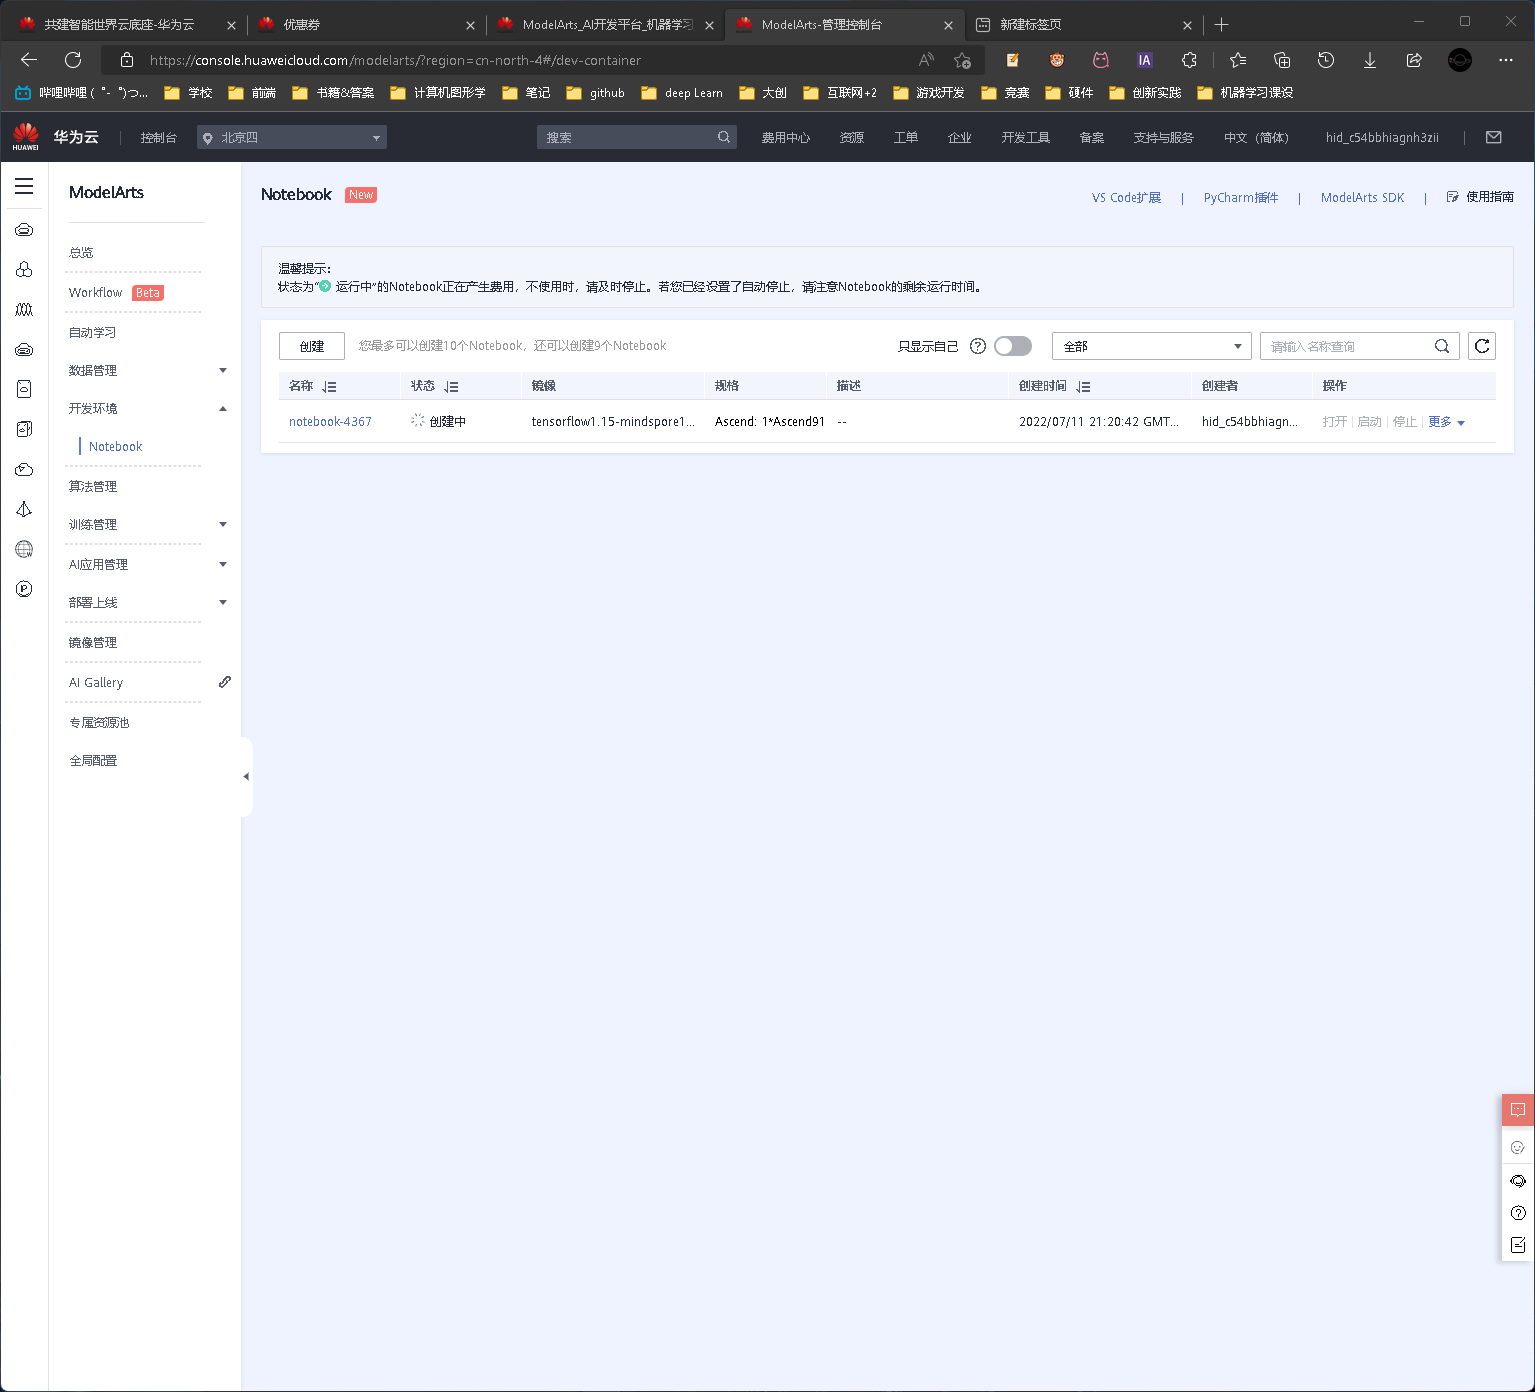 共建智能世界云底座-华为云
优惠券
ModelArts_AI开发平台_机器学习
ModelArts-管理控制台
新建标签页
https://console.huaweicloud.com/modelarts/?region=cn-north-4#/dev-container
IA
哔哩哔哩 ( ゜- ゜)つ...
学校
前端
书籍&答案
计算机图形学
笔记
github
deep Learn
大创
互联网+2
游戏开发
竞赛
硬件
创新实践
机器学习课设
HUAWEI
华为云
控制台
北京四
搜索
费用中心
资源
工单
企业
开发工具
备案
支持与服务
中文（简体）
hid_c54bbhiagnh3zii
ModelArts
总览
Workflow Beta
自动学习
数据管理
开发环境
Notebook
算法管理
训练管理
AI应用管理
部署上线
镜像管理
AI Gallery
专属资源池
全局配置
Notebook New
VS Code扩展 | PyCharm插件 | ModelArts SDK | 使用指南
温馨提示：
状态为“ 运行中”的Notebook正在产生费用，不使用时，请及时停止。若您已经设置了自动停止，请注意Notebook的剩余运行时间。
创建
您最多可以创建10个Notebook，还可以创建9个Notebook
只显示自己
全部
请输入名称查询
名称 状态 镜像 规格 描述 创建时间 创建者 操作
notebook-4367 创建中 tensorflow1.15-mindspore1... Ascend: 1*Ascend91 -- 2022/07/11 21:20:42 GMT... hid_c54bbhiagn... 打开 | 启动 | 停止 | 更多